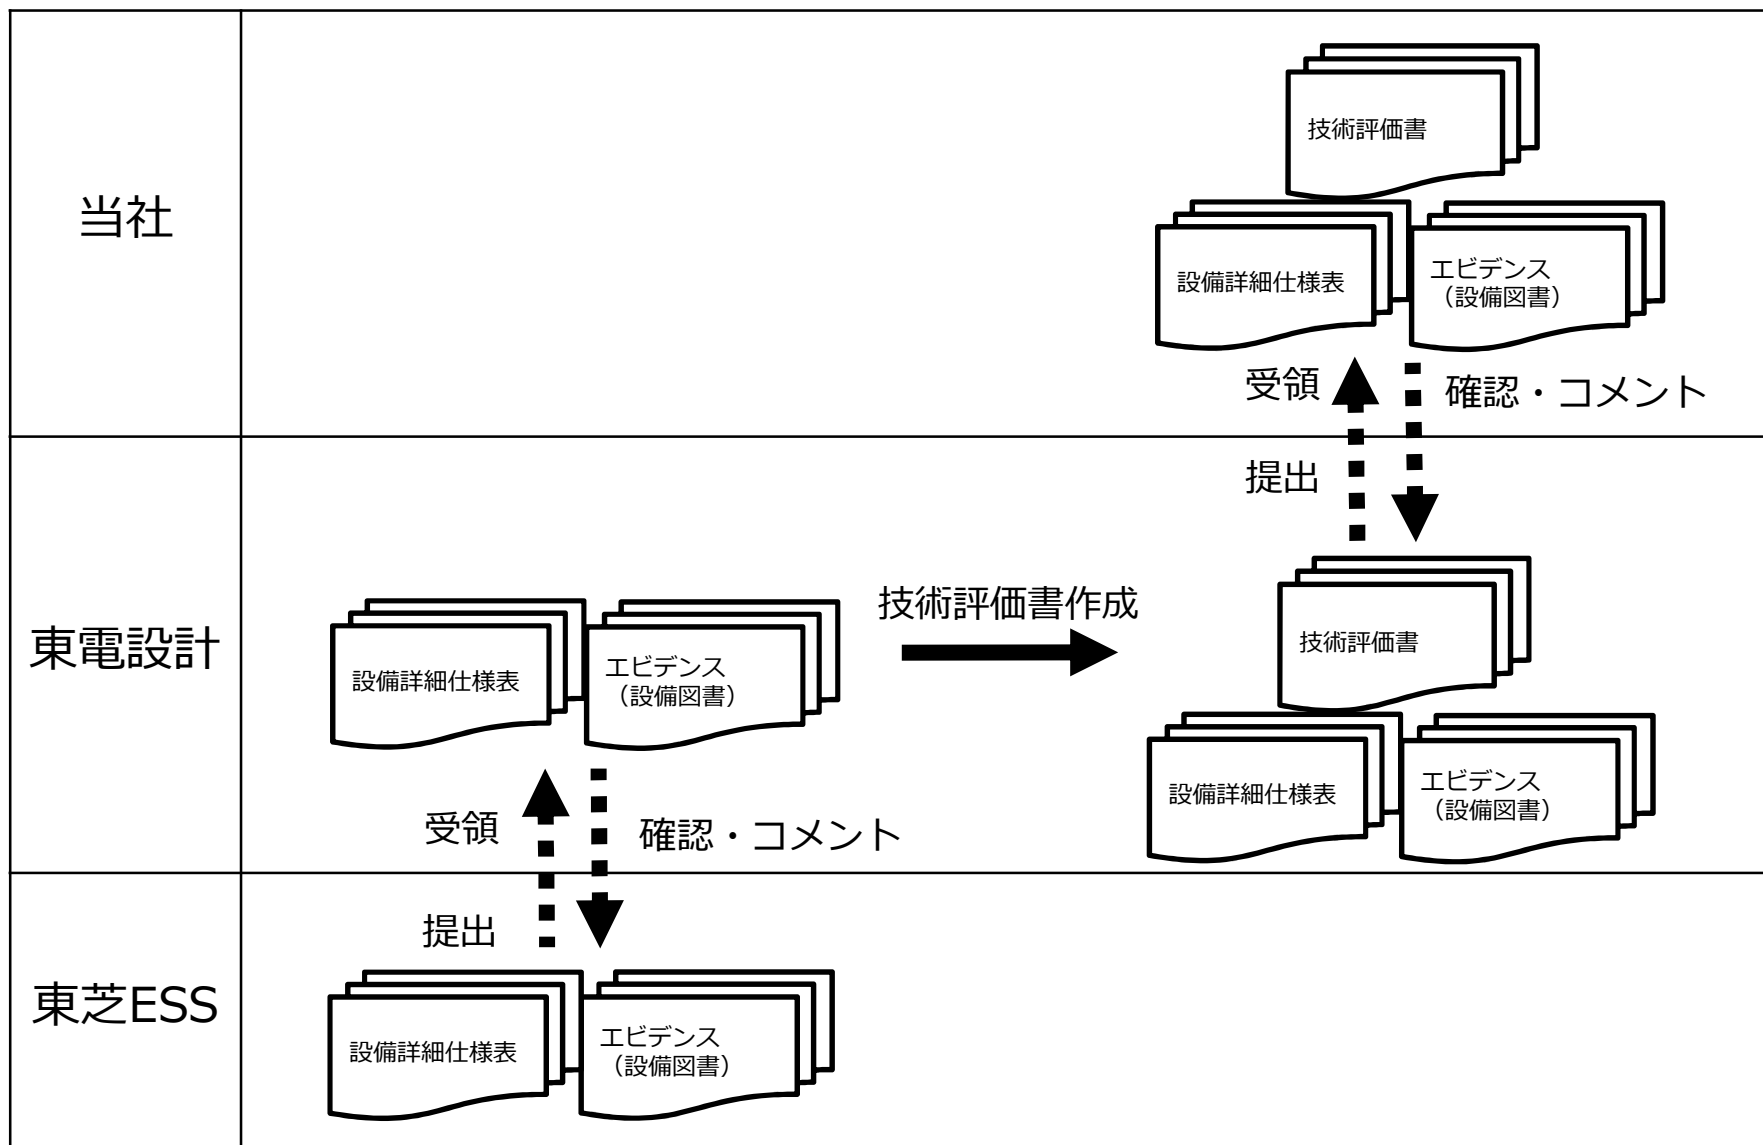 当社
技術評価書
設備詳細仕様表
エビデンス
（設備図書）
受領
確認・コメント
東電設計
提出
技術評価書作成
設備詳細仕様表
エビデンス
（設備図書）
技術評価書
設備詳細仕様表
エビデンス
（設備図書）
受領
確認・コメント
東芝ESS
提出
設備詳細仕様表
エビデンス
（設備図書）